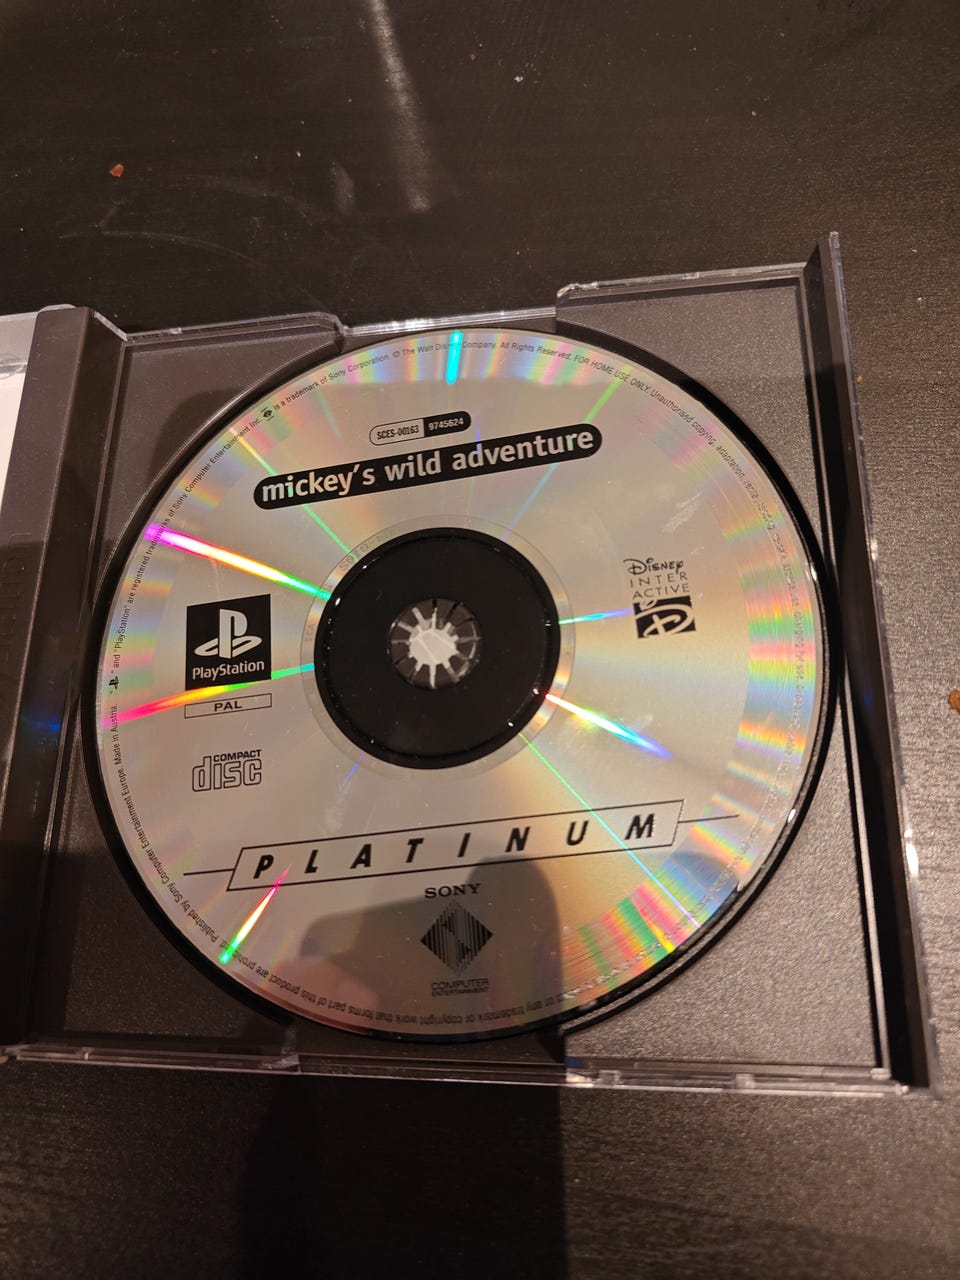 is a trademark of Sony Corporation. © The Walt Disney Company. All Rights Reserved. FOR HOME USE ONLY. Unauthorised copying, adaptation,
SCES-00163 9745624
mickey's wild adventure
DISNEY
INTER
ACTIVE
PlayStation
PAL
COMPACT
disc
PLATINUM
SONY
COMPUTER
ENTERTAINMENT
or any trademark or copyright work that forms part of this product are prohibited. Published by Sony Computer Entertainment Europe. Made in Austria. " " and "PlayStation" are registered trademarks of Sony Computer Entertainment Inc.